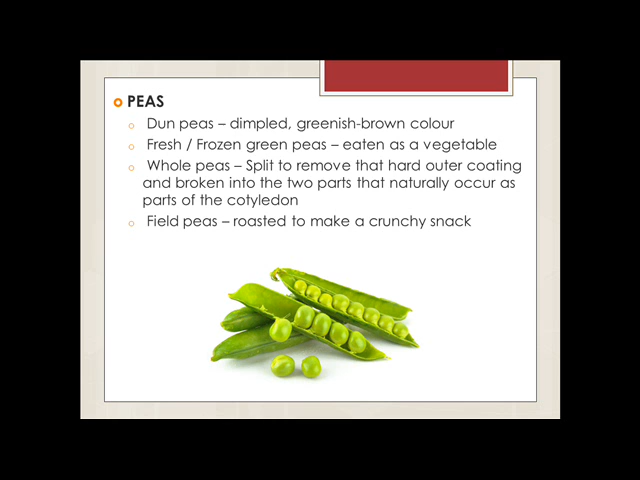 PEAS
Dun peas – dimpled, greenish-brown colour
Fresh / Frozen green peas – eaten as a vegetable
Whole peas – Split to remove that hard outer coating
and broken into the two parts that naturally occur as
parts of the cotyledon
Field peas – roasted to make a crunchy snack